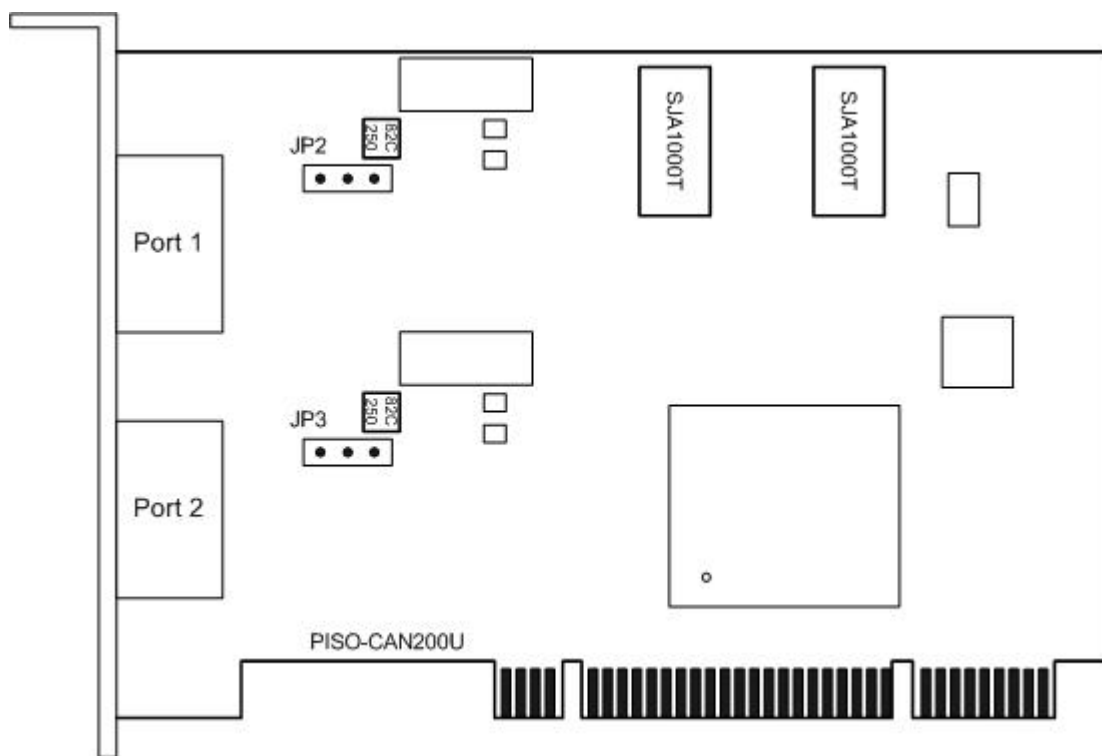 JP2
82C
250
SJA1000T
SJA1000T
Port 1
JP3
82C
250
Port 2
PISO-CAN200U